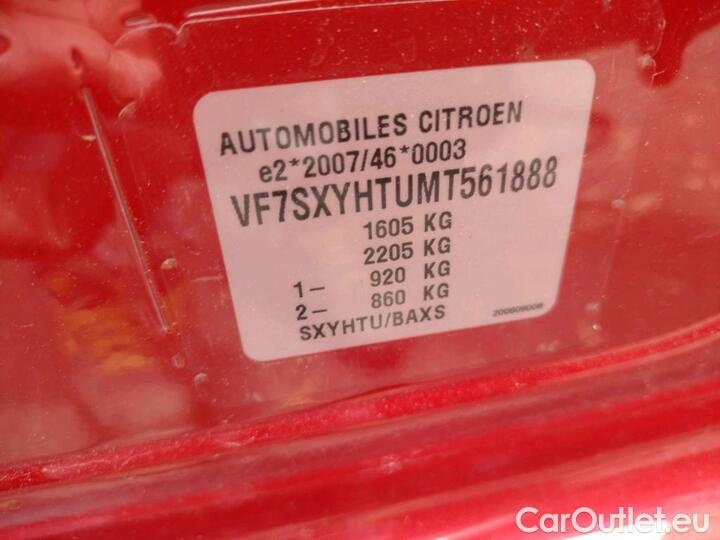 AUTOMOBILES CITROEN
e2*2007/46*0003
VF7SXYHTUMT561888
1605 KG
2205 KG
1– 920 KG
2– 860 KG
SXYHTU/BAXS
200609008
CarOutlet.eu